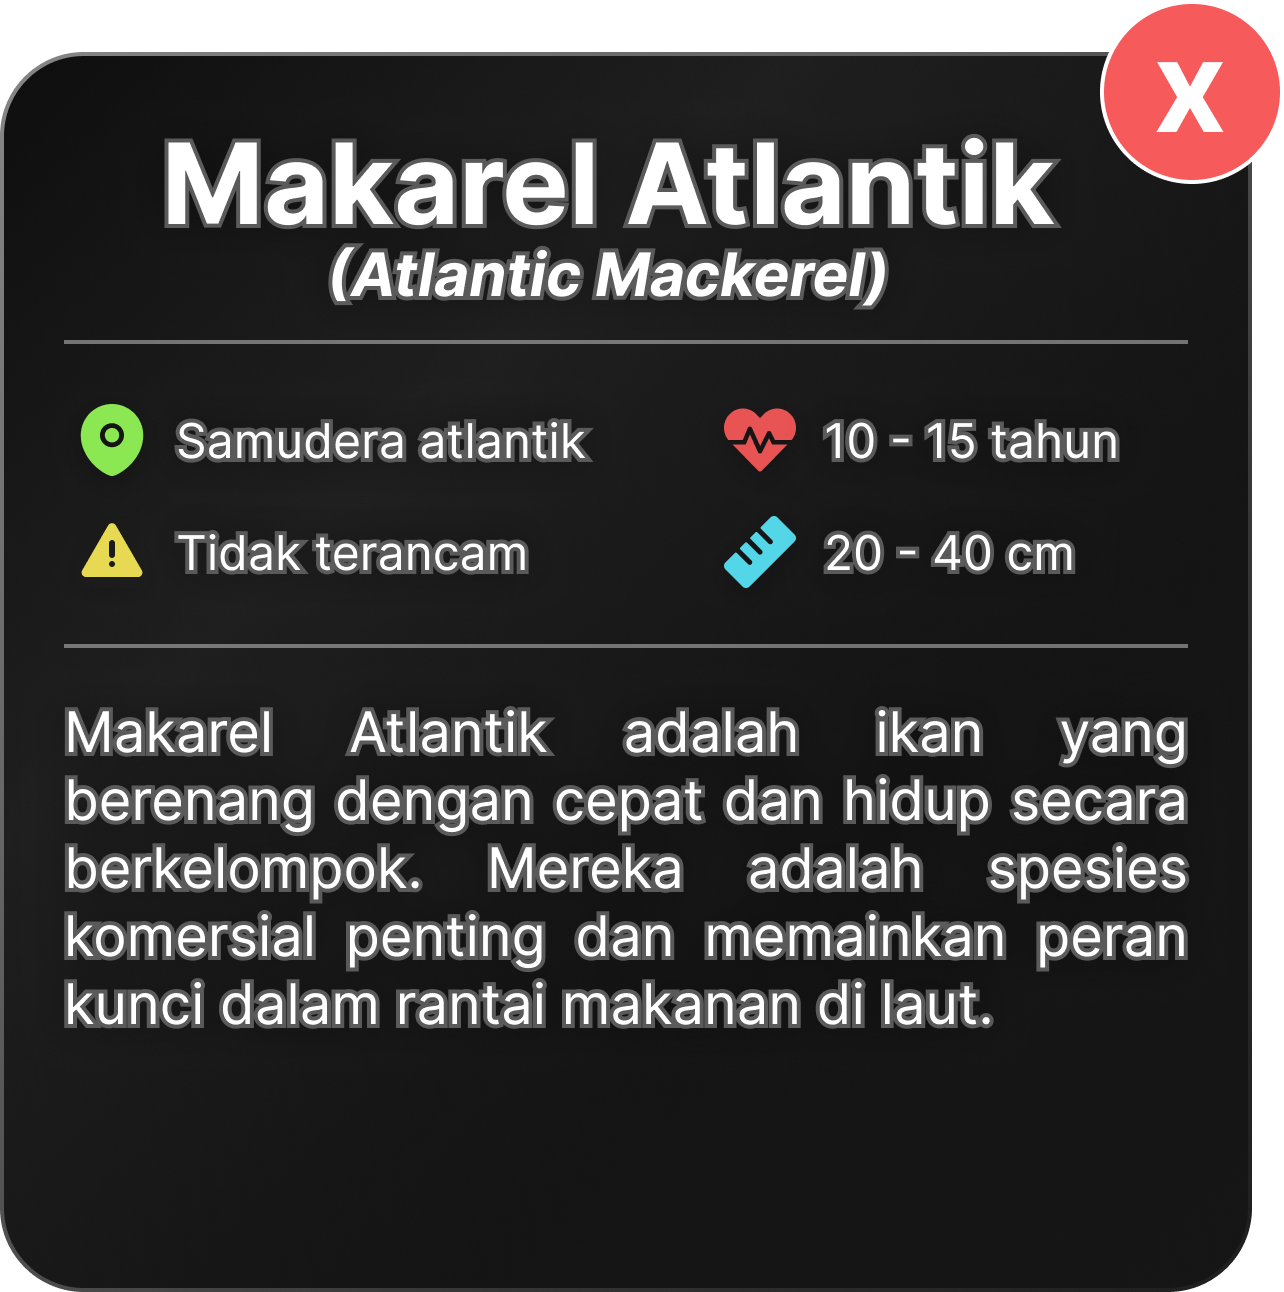 X
Makarel Atlantik
(Atlantic Mackerel)
Samudera atlantik
10 - 15 tahun
Tidak terancam
20 - 40 cm
Makarel Atlantik adalah ikan yang
berenang dengan cepat dan hidup secara
berkelompok. Mereka adalah spesies
komersial penting dan memainkan peran
kunci dalam rantai makanan di laut.